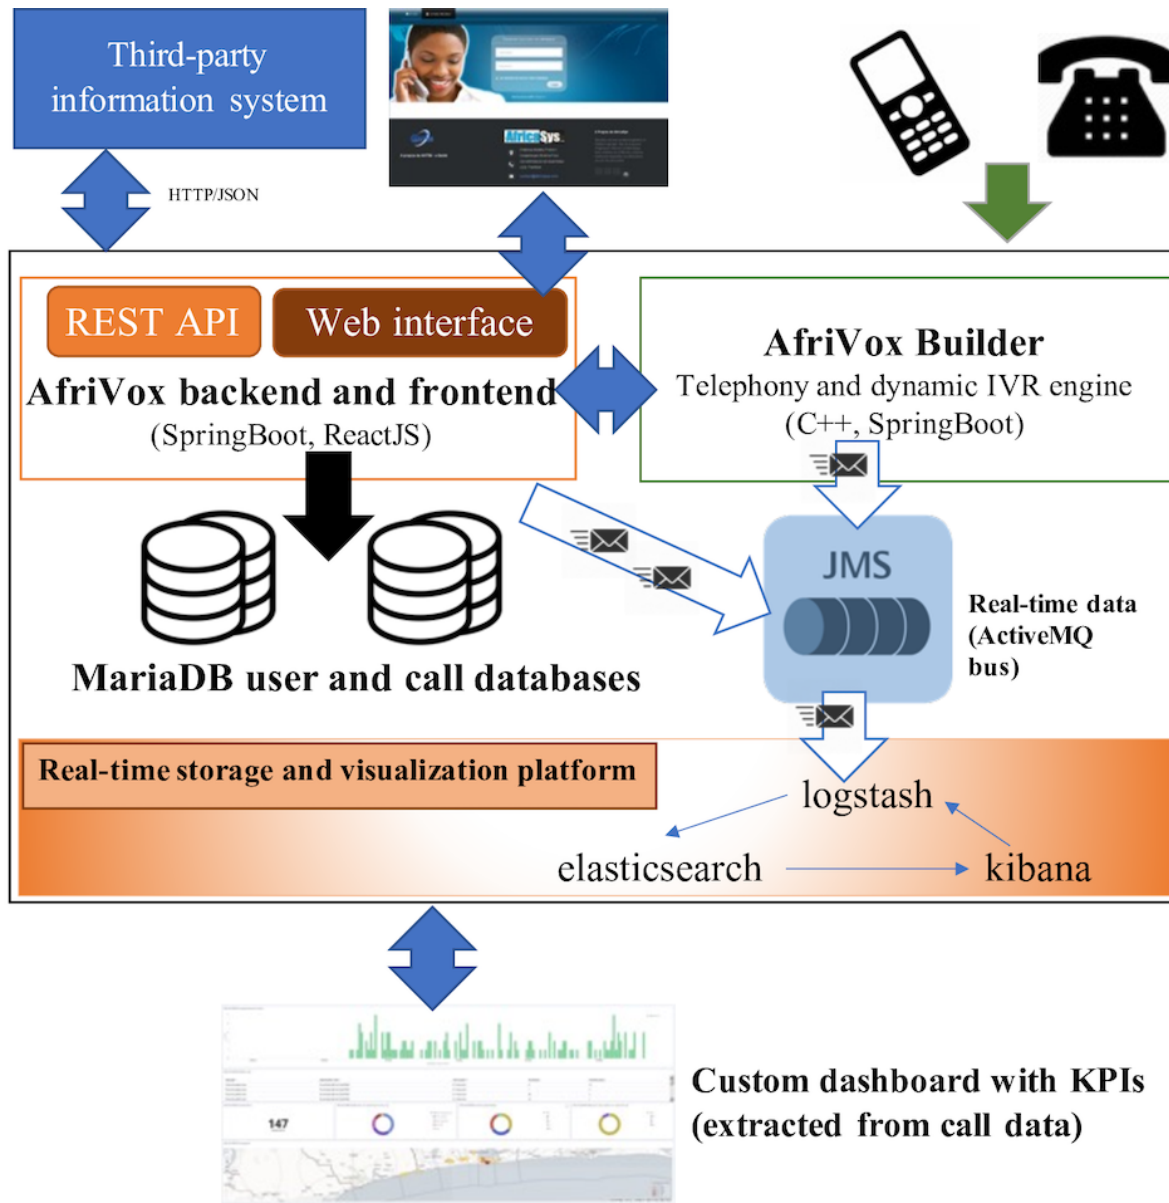 Third-party
information system
HTTP/JSON
AfricaSys
REST API
Web interface
AfriVox backend and frontend
(SpringBoot, ReactJS)
AfriVox Builder
Telephony and dynamic IVR engine
(C++, SpringBoot)
JMS
Real-time data
(ActiveMQ
bus)
MariaDB user and call databases
Real-time storage and visualization platform
logstash
elasticsearch
kibana
147
Custom dashboard with KPIs
(extracted from call data)